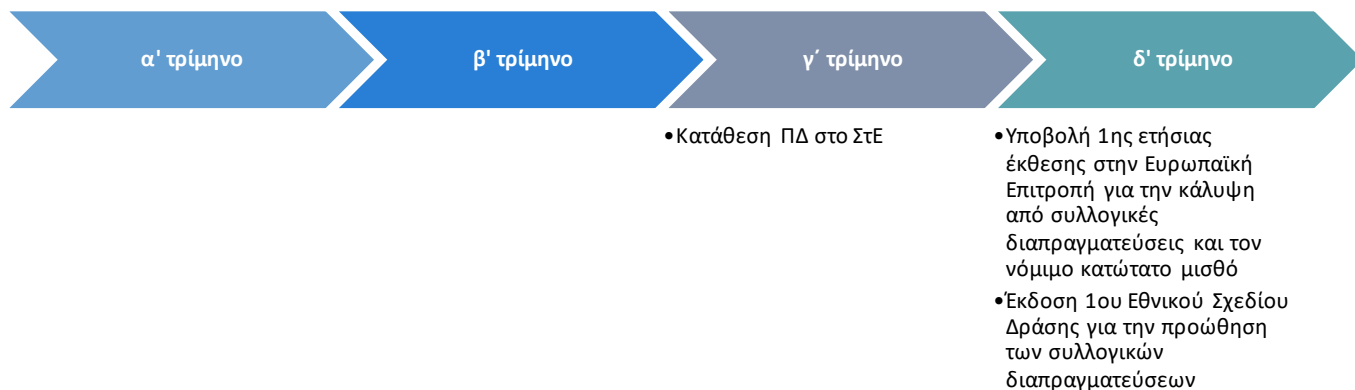 α' τρίμηνο
β' τρίμηνο
γ΄ τρίμηνο
δ' τρίμηνο
•Κατάθεση ΠΔ στο ΣτΕ
•Υποβολή 1ης ετήσιας
έκθεσης στην Ευρωπαϊκή
Επιτροπή για την κάλυψη
από συλλογικές
διαπραγματεύσεις και τον
νόμιμο κατώτατο μισθό
•Έκδοση 1ου Εθνικού Σχεδίου
Δράσης για την προώθηση
των συλλογικών
διαπραγματεύσεων